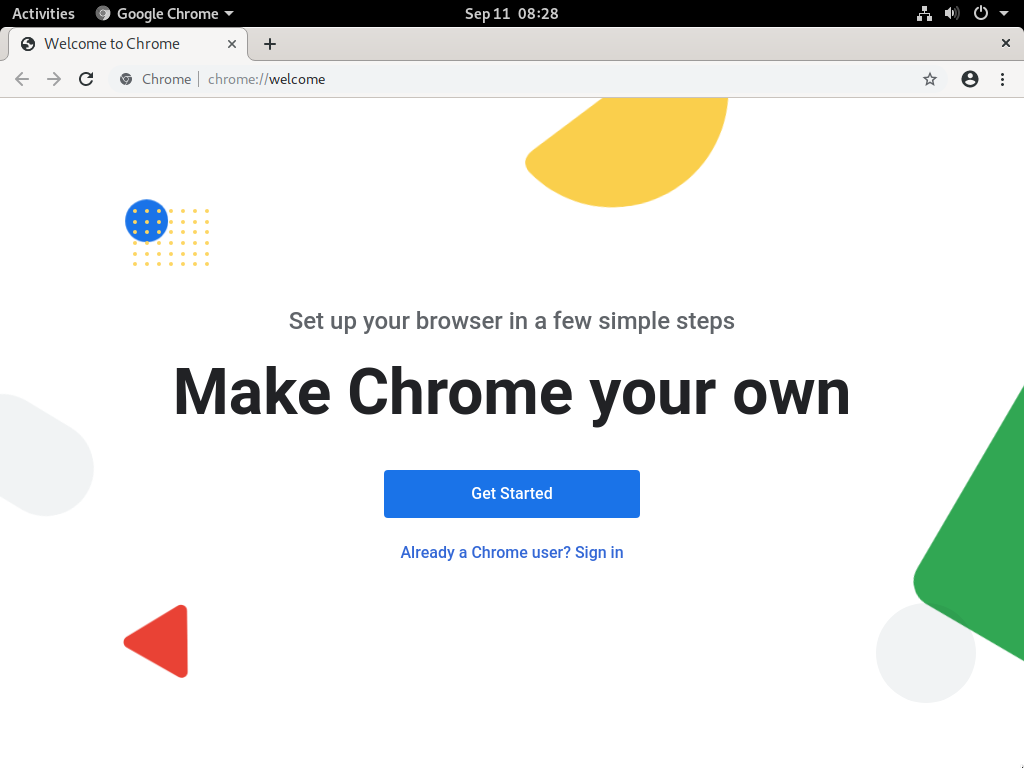 Activities Google Chrome Sep 11 08:28
Welcome to Chrome
Chrome chrome://welcome
Set up your browser in a few simple steps
Make Chrome your own
Get Started
Already a Chrome user? Sign in